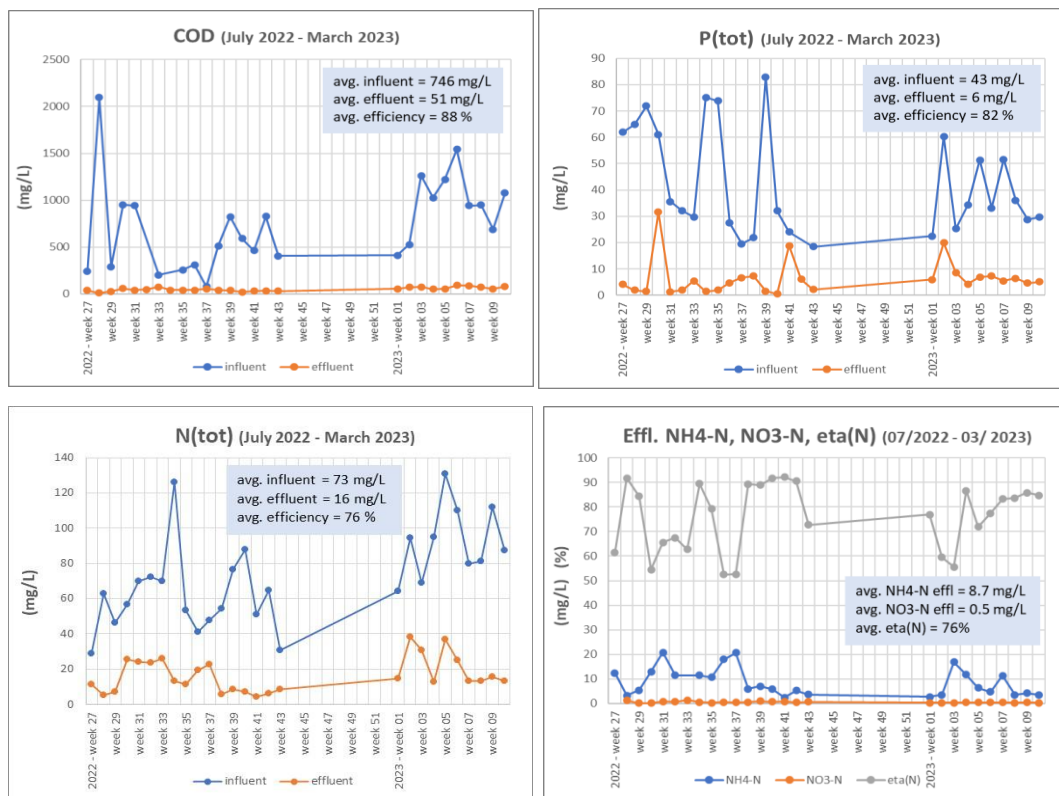 COD (July 2022 - March 2023)
2500
2000
1500
1000
500
0
(mg/L)
avg. influent = 746 mg/L
avg. effluent = 51 mg/L
avg. efficiency = 88 %
2022 - week 27
week 29
week 31
week 33
week 35
week 37
week 39
week 41
week 43
week 45
week 47
week 49
week 51
2023 - week 01
week 03
week 05
week 07
week 09
influent
effluent
P(tot) (July 2022 - March 2023)
90
80
70
60
50
40
30
20
10
0
(mg/L)
avg. influent = 43 mg/L
avg. effluent = 6 mg/L
avg. efficiency = 82 %
2022 - week 27
week 29
week 31
week 33
week 35
week 37
week 39
week 41
week 43
week 45
week 47
week 49
week 51
2023 - week 01
week 03
week 05
week 07
week 09
influent
effluent
N(tot) (July 2022 - March 2023)
140
120
100
80
60
40
20
0
(mg/L)
avg. influent = 73 mg/L
avg. effluent = 16 mg/L
avg. efficiency = 76 %
2022 - week 27
week 29
week 31
week 33
week 35
week 37
week 39
week 41
week 43
week 45
week 47
week 49
week 51
2023 - week 01
week 03
week 05
week 07
week 09
influent
effluent
Effl. NH4-N, NO3-N, eta(N) (07/2022 - 03/ 2023)
100
90
80
70
60
50
40
30
20
10
0
(mg/L) (%)
avg. NH4-N effl = 8.7 mg/L
avg. NO3-N effl = 0.5 mg/L
avg. eta(N) = 76%
2022 - week 27
week 29
week 31
week 33
week 35
week 37
week 39
week 41
week 43
week 45
week 47
week 49
week 51
2023 - week 01
week 03
week 05
week 07
week 09
NH4-N
NO3-N
eta(N)